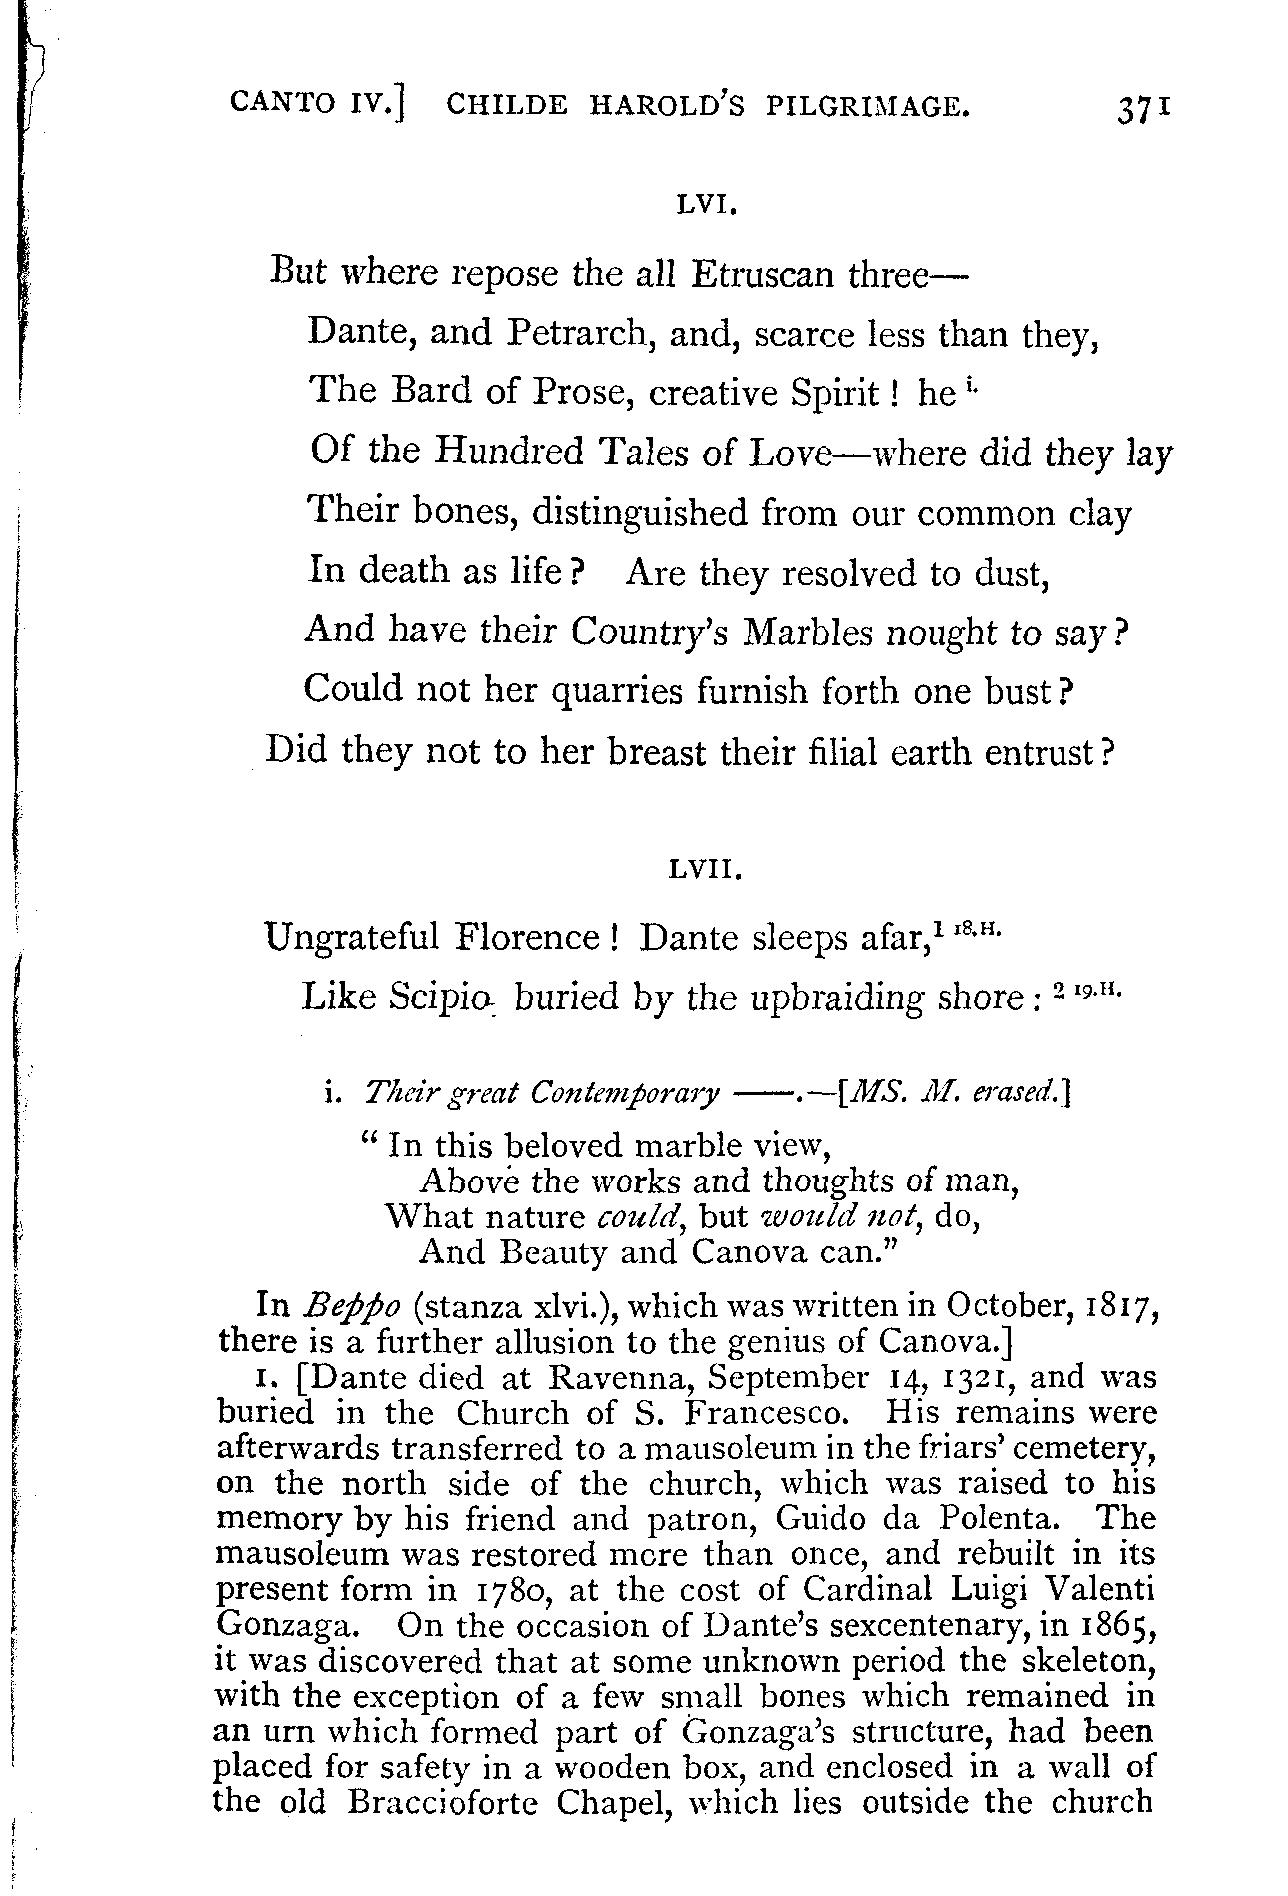 CANTO IV.] CHILDE HAROLD'S PILGRIMAGE. 371
LVI.
But where repose the all Etruscan three—
Dante, and Petrarch, and, scarce less than they,
The Bard of Prose, creative Spirit! he i.
Of the Hundred Tales of Love—where did they lay
Their bones, distinguished from our common clay
In death as life? Are they resolved to dust,
And have their Country's Marbles nought to say?
Could not her quarries furnish forth one bust?
Did they not to her breast their filial earth entrust?
LVII.
Ungrateful Florence! Dante sleeps afar,1 18.H.
Like Scipio buried by the upbraiding shore: 2 19.H.
i. Their great Contemporary ——.—[MS. M. erased.]
"In this beloved marble view,
Above the works and thoughts of man,
What nature could, but would not, do,
And Beauty and Canova can."
In Beppo (stanza xlvi.), which was written in October, 1817,
there is a further allusion to the genius of Canova.]
1. [Dante died at Ravenna, September 14, 1321, and was
buried in the Church of S. Francesco. His remains were
afterwards transferred to a mausoleum in the friars' cemetery,
on the north side of the church, which was raised to his
memory by his friend and patron, Guido da Polenta. The
mausoleum was restored more than once, and rebuilt in its
present form in 1780, at the cost of Cardinal Luigi Valenti
Gonzaga. On the occasion of Dante's sexcentenary, in 1865,
it was discovered that at some unknown period the skeleton,
with the exception of a few small bones which remained in
an urn which formed part of Gonzaga's structure, had been
placed for safety in a wooden box, and enclosed in a wall of
the old Braccioforte Chapel, which lies outside the church